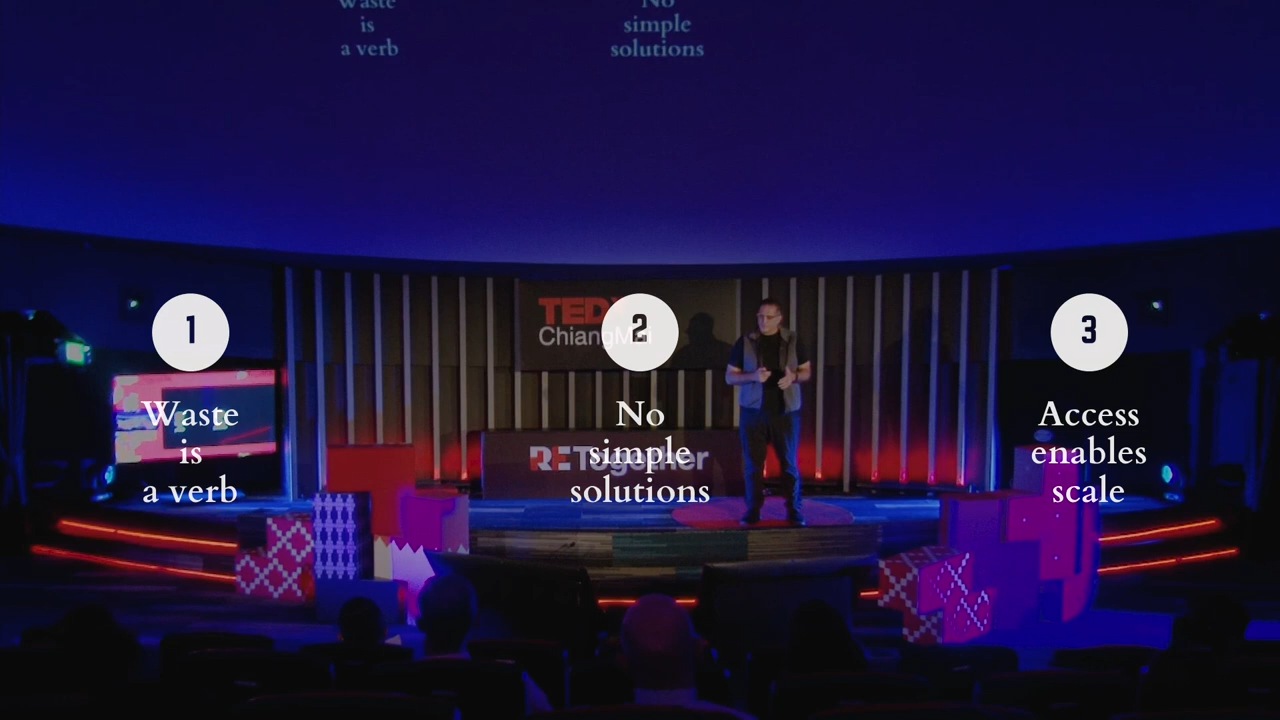 Waste
is
a verb
No
simple
solutions
TEDx
ChiangMai
1
2
3
Waste
is
a verb
No
simple
solutions
Access
enables
scale
RETogether